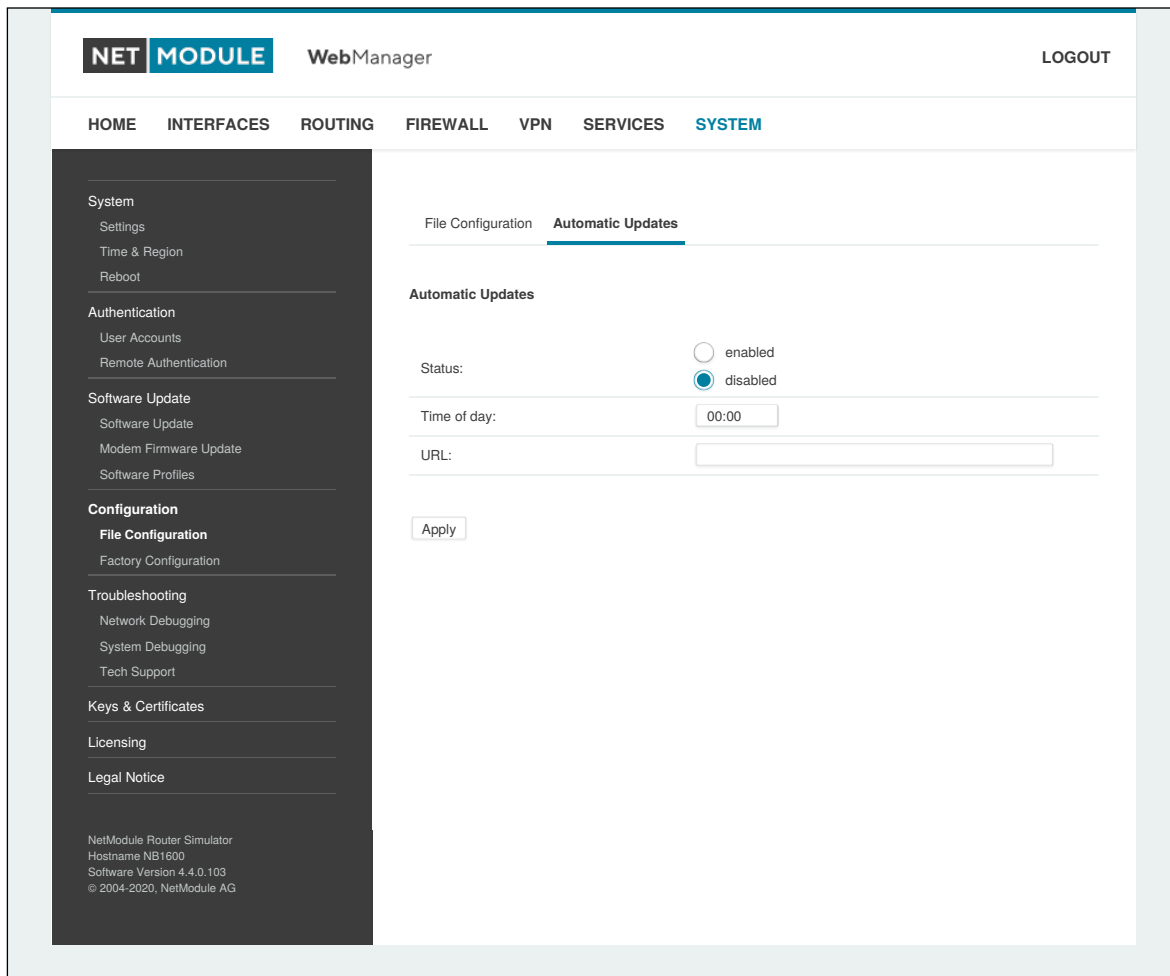 NET MODULE WebManager LOGOUT
HOME INTERFACES ROUTING FIREWALL VPN SERVICES SYSTEM
System
Settings
Time & Region
Reboot
Authentication
User Accounts
Remote Authentication
Software Update
Software Update
Modem Firmware Update
Software Profiles
Configuration
File Configuration
Factory Configuration
Troubleshooting
Network Debugging
System Debugging
Tech Support
Keys & Certificates
Licensing
Legal Notice
NetModule Router Simulator
Hostname NB1600
Software Version 4.4.0.103
© 2004-2020, NetModule AG
File Configuration Automatic Updates
Automatic Updates
Status:
enabled
disabled
Time of day: 00:00
URL:
Apply